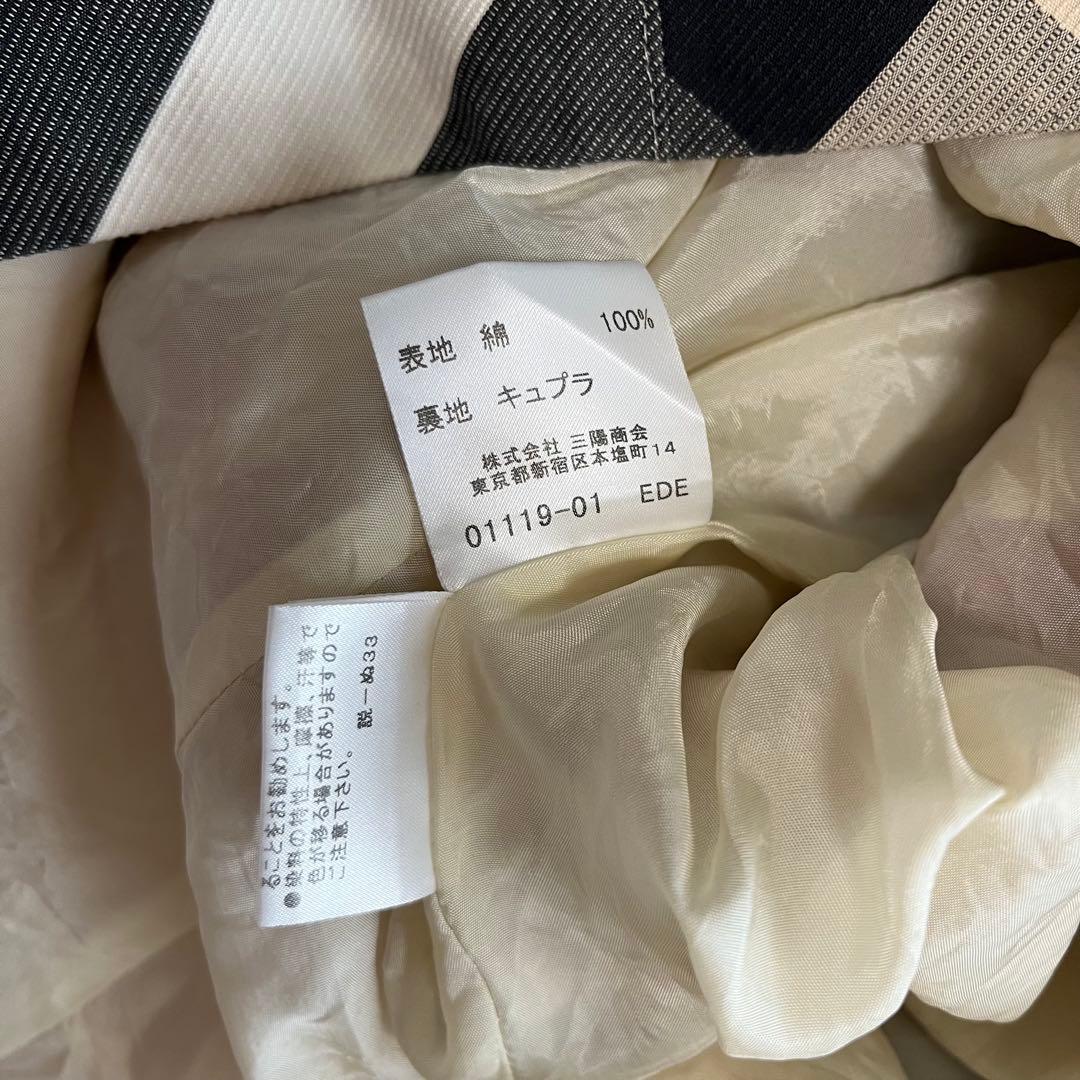 表地 綿 100%
裏地 キュプラ
株式会社 三陽商会
東京都新宿区本塩町14
01119-01 EDE
ることをお勧めします。
●染料の特性上、摩擦、汗等で
色が移る場合がありますので
ご注意下さい。
説-ぬ33